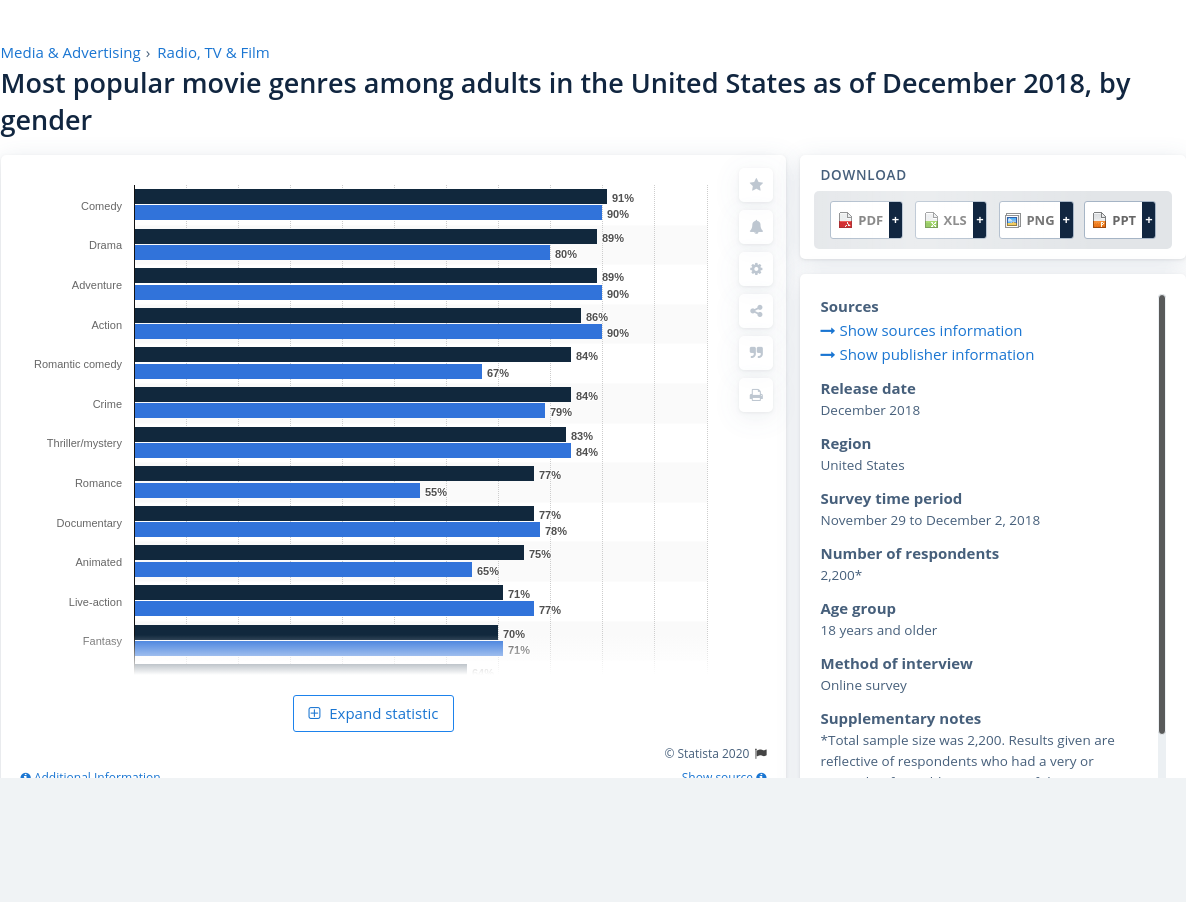 Media & Advertising › Radio, TV & Film
Most popular movie genres among adults in the United States as of December 2018, by
gender
Comedy
91%
90%
Drama
89%
80%
Adventure
89%
90%
Action
86%
90%
Romantic comedy
84%
67%
Crime
84%
79%
Thriller/mystery
83%
84%
Romance
77%
55%
Documentary
77%
78%
Animated
75%
65%
Live-action
71%
77%
Fantasy
70%
71%
Expand statistic
© Statista 2020
Additional Information
Show source
DOWNLOAD
PDF + XLS + PNG + PPT +
Sources
Show sources information
Show publisher information
Release date
December 2018
Region
United States
Survey time period
November 29 to December 2, 2018
Number of respondents
2,200*
Age group
18 years and older
Method of interview
Online survey
Supplementary notes
*Total sample size was 2,200. Results given are
reflective of respondents who had a very or